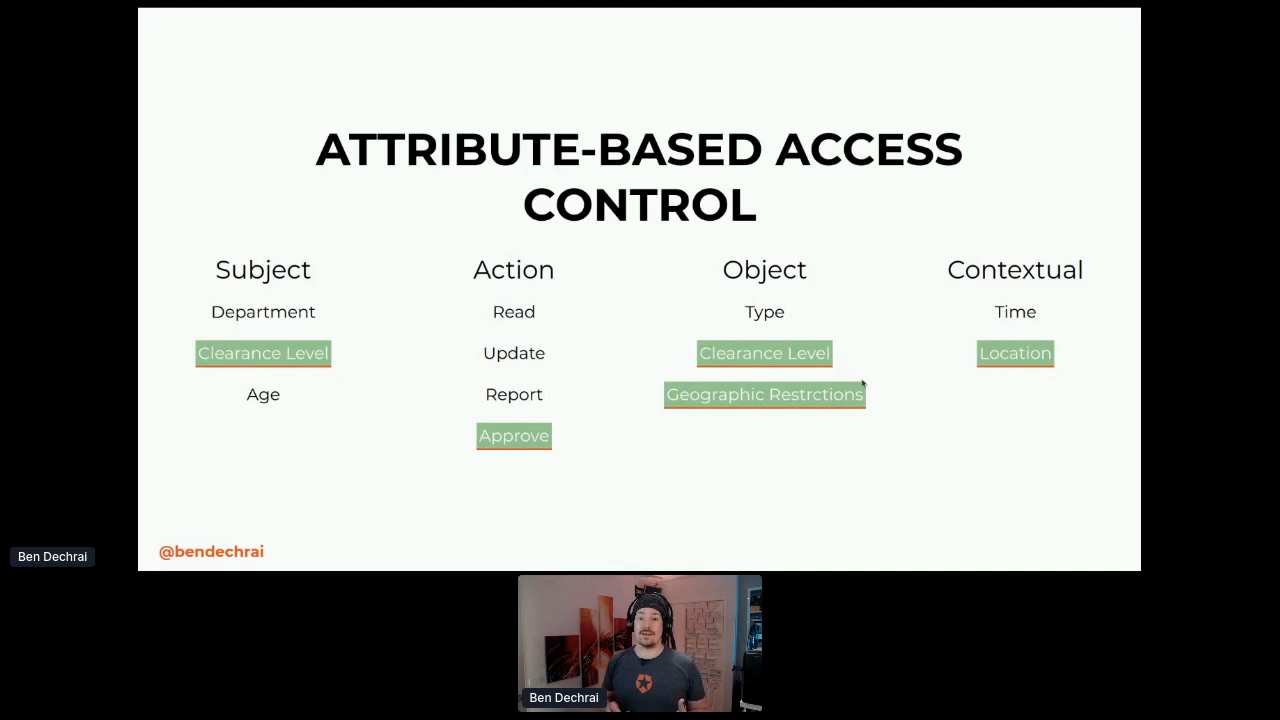 ATTRIBUTE-BASED ACCESS
CONTROL
Subject
Department
Clearance Level
Age
Action
Read
Update
Report
Approve
Object
Type
Clearance Level
Geographic Restrctions
Contextual
Time
Location
@bendechrai
Ben Dechrai
Ben Dechrai